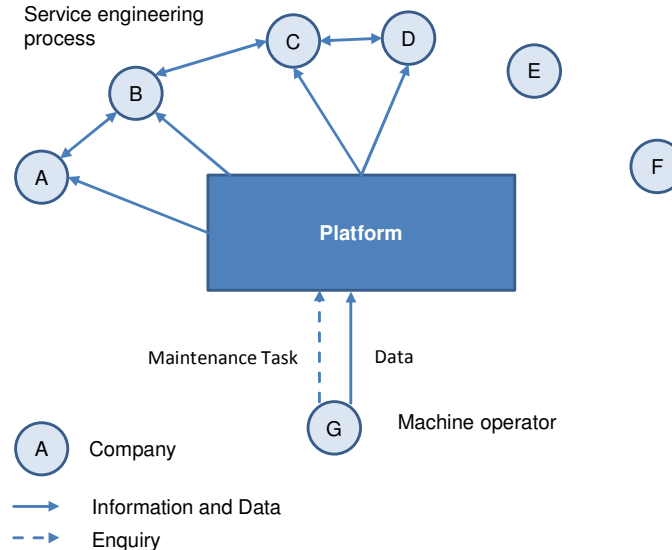 Service engineering
process
C
D
B
E
A
F
Platform
Maintenance Task
Data
G
Machine operator
A
Company
Information and Data
Enquiry